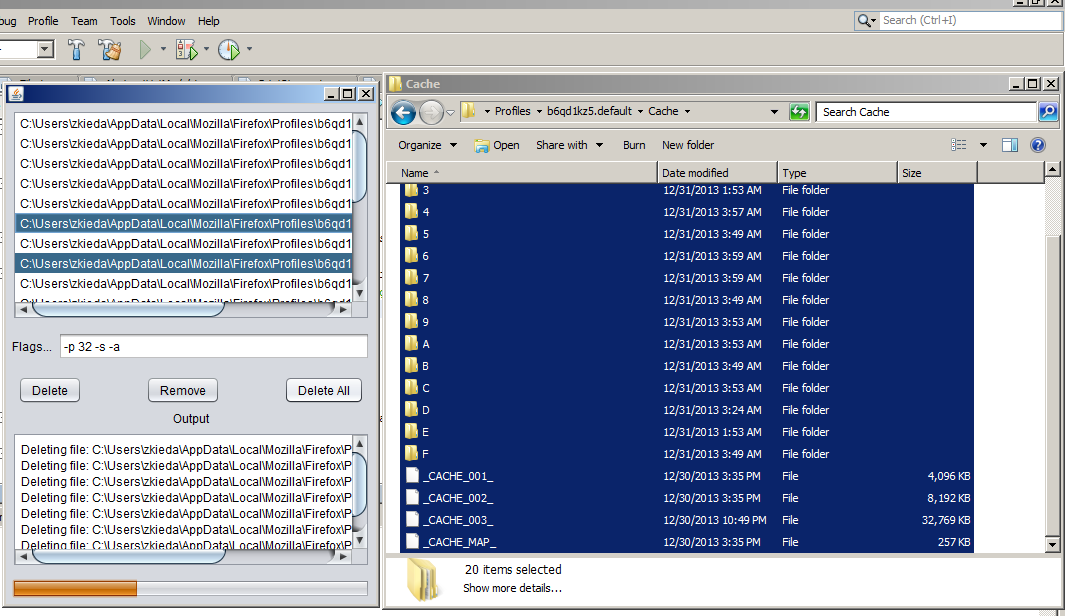 bug Profile Team Tools Window Help
Search (Ctrl+I)
C:\Users\zkieda\AppData\Local\Mozilla\Firefox\Profiles\b6qd1
C:\Users\zkieda\AppData\Local\Mozilla\Firefox\Profiles\b6qd1
C:\Users\zkieda\AppData\Local\Mozilla\Firefox\Profiles\b6qd1
C:\Users\zkieda\AppData\Local\Mozilla\Firefox\Profiles\b6qd1
C:\Users\zkieda\AppData\Local\Mozilla\Firefox\Profiles\b6qd1
C:\Users\zkieda\AppData\Local\Mozilla\Firefox\Profiles\b6qd1
C:\Users\zkieda\AppData\Local\Mozilla\Firefox\Profiles\b6qd1
C:\Users\zkieda\AppData\Local\Mozilla\Firefox\Profiles\b6qd1
C:\Users\zkieda\AppData\Local\Mozilla\Firefox\Profiles\b6qd1
C:\Users\zkieda\AppData\Local\Mozilla\Firefox\Profiles\b6qd1
Flags... -p 32 -s -a
Delete Remove Delete All
Output
Deleting file: C:\Users\zkieda\AppData\Local\Mozilla\Firefox\P
Deleting file: C:\Users\zkieda\AppData\Local\Mozilla\Firefox\P
Deleting file: C:\Users\zkieda\AppData\Local\Mozilla\Firefox\P
Deleting file: C:\Users\zkieda\AppData\Local\Mozilla\Firefox\P
Deleting file: C:\Users\zkieda\AppData\Local\Mozilla\Firefox\P
Deleting file: C:\Users\zkieda\AppData\Local\Mozilla\Firefox\P
Deleting file: C:\Users\zkieda\AppData\Local\Mozilla\Firefox\P
Cache
Profiles b6qd1kz5.default Cache Search Cache
Organize Open Share with Burn New folder
Name Date modified Type Size
3 12/31/2013 1:53 AM File folder
4 12/31/2013 3:57 AM File folder
5 12/31/2013 3:49 AM File folder
6 12/31/2013 3:59 AM File folder
7 12/31/2013 3:59 AM File folder
8 12/31/2013 3:49 AM File folder
9 12/31/2013 3:53 AM File folder
A 12/31/2013 3:53 AM File folder
B 12/31/2013 3:49 AM File folder
C 12/31/2013 3:53 AM File folder
D 12/31/2013 3:24 AM File folder
E 12/31/2013 1:53 AM File folder
F 12/31/2013 3:49 AM File folder
_CACHE_001_ 12/30/2013 3:35 PM File 4,096 KB
_CACHE_002_ 12/30/2013 3:35 PM File 8,192 KB
_CACHE_003_ 12/30/2013 10:49 PM File 32,769 KB
_CACHE_MAP_ 12/30/2013 3:35 PM File 257 KB
20 items selected
Show more details...